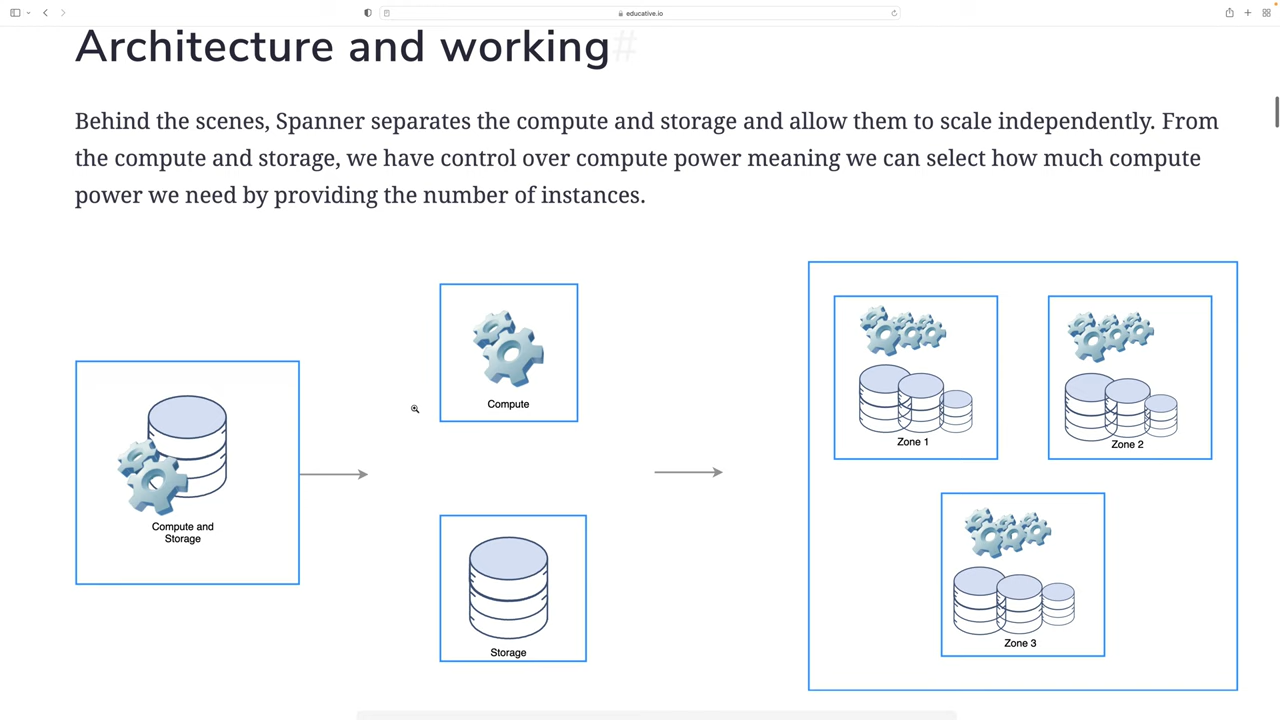 educative.io
Architecture and working#
Behind the scenes, Spanner separates the compute and storage and allow them to scale independently. From
the compute and storage, we have control over compute power meaning we can select how much compute
power we need by providing the number of instances.
Compute and
Storage
Compute
Storage
Zone 1
Zone 2
Zone 3